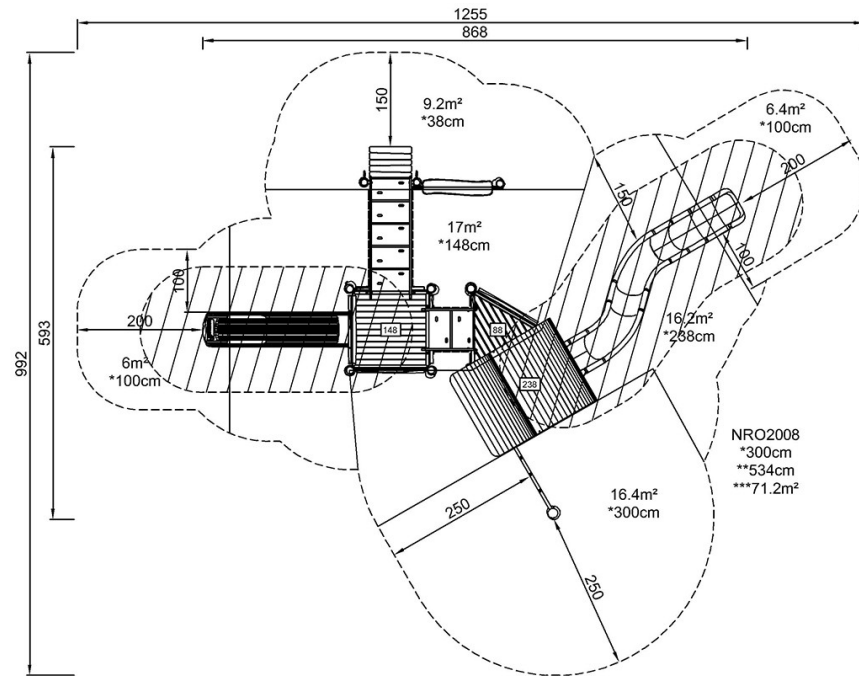 1255
868
150
9.2m²
*38cm
6.4m²
*100cm
200
150
17m²
*148cm
100
100
593
992
200
148
88
16.2m²
*238cm
6m²
*100cm
238
NRO2008
*300cm
**534cm
***71.2m²
16.4m²
*300cm
250
250